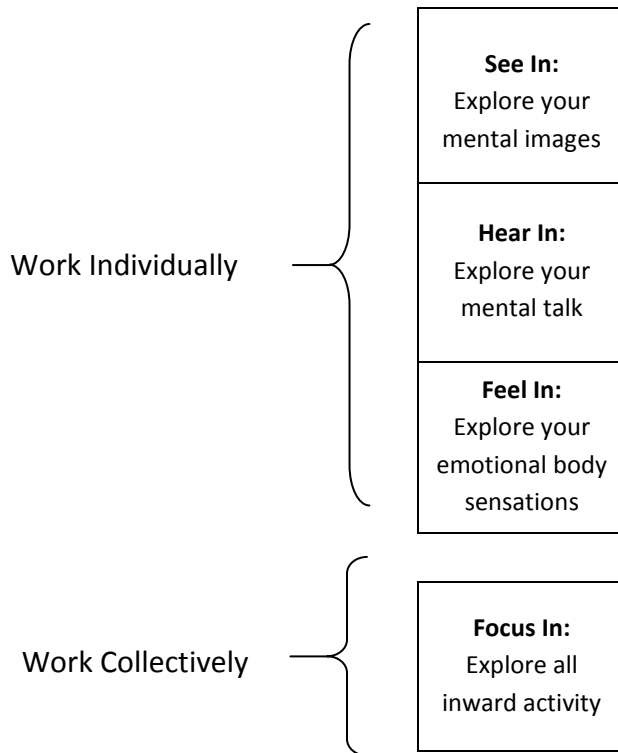 See In:
Explore your
mental images
Work Individually
Hear In:
Explore your
mental talk
Feel In:
Explore your
emotional body
sensations
Work Collectively
Focus In:
Explore all
inward activity